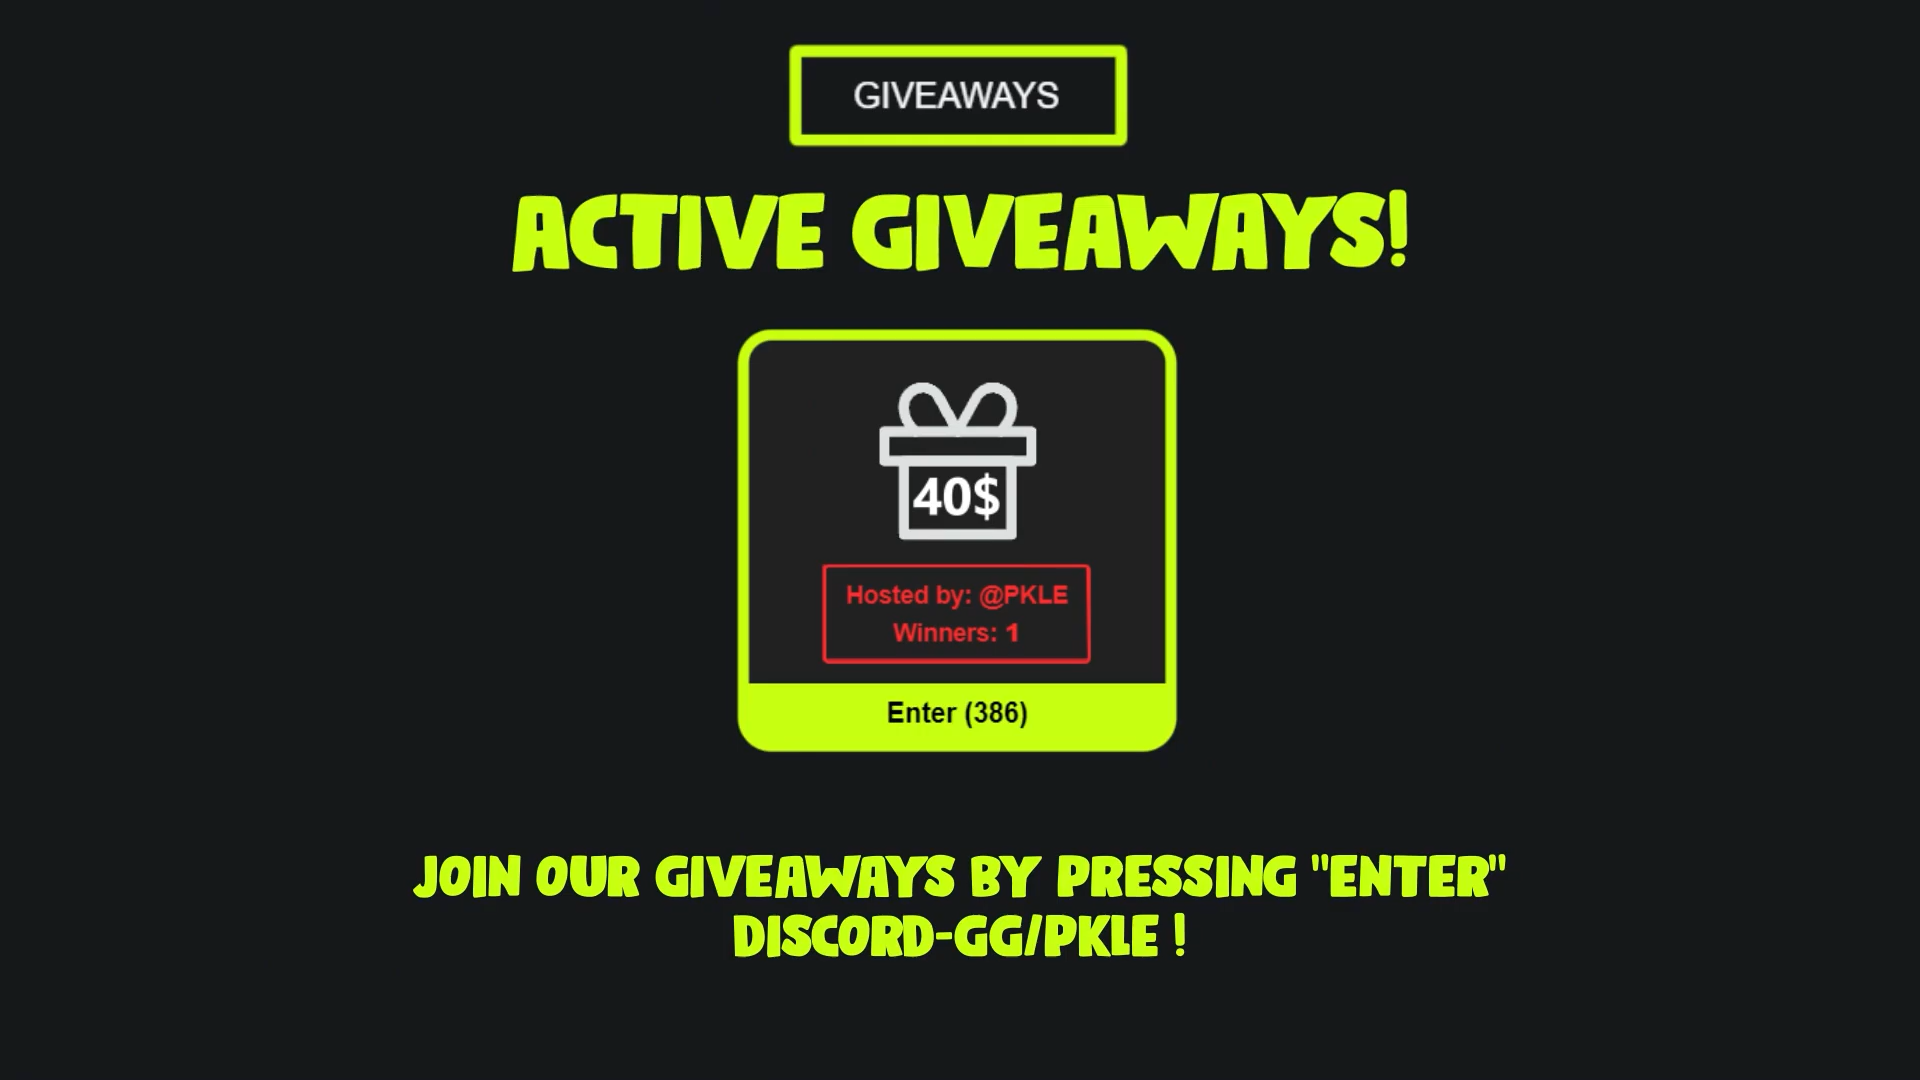 GIVEAWAYS
ACTIVE GIVEAWAYS!
40$
Hosted by: @PKLE
Winners: 1
Enter (386)
JOIN OUR GIVEAWAYS BY PRESSING "ENTER"
DISCORD-GG/PKLE !